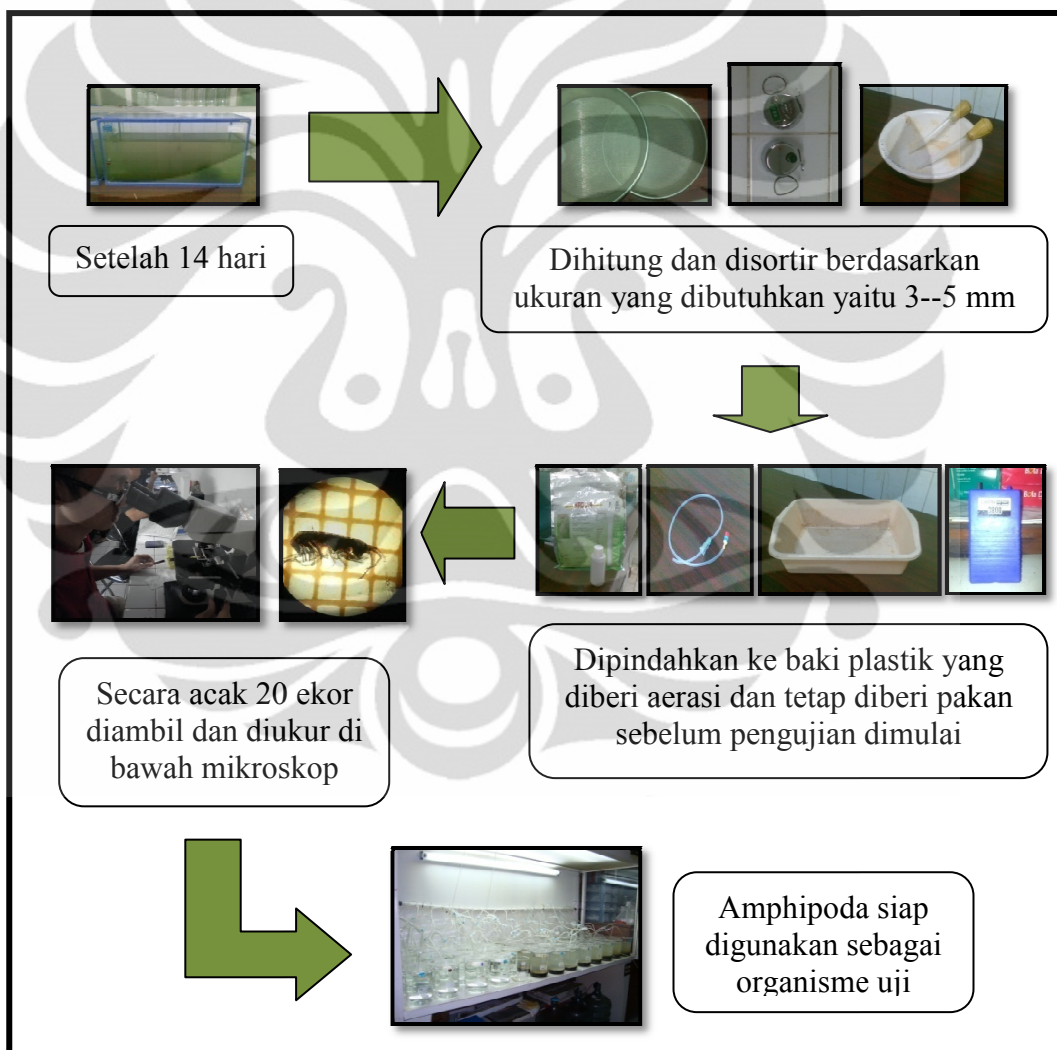 Setelah 14 hari
Dihitung dan disortir berdasarkan
ukuran yang dibutuhkan yaitu 3--5 mm
Secara acak 20 ekor
diambil dan diukur di
bawah mikroskop
Dipindahkan ke baki plastik yang
diberi aerasi dan tetap diberi pakan
sebelum pengujian dimulai
Amphipoda siap
digunakan sebagai
organisme uji